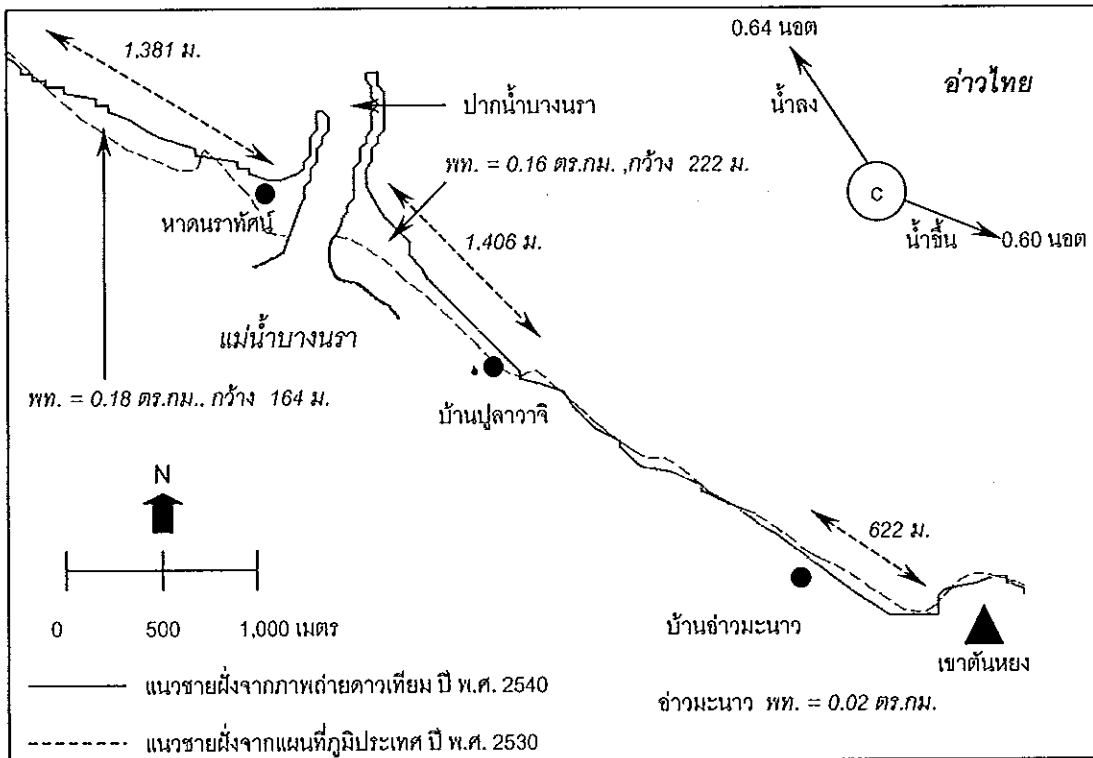 1,381 ม.
0.64 นอต
อ่าวไทย
น้ำลง
ปากน้ำบางนรา
พท. = 0.16 ตร.กม. ,กว้าง 222 ม.
C
หาดนราทัศน์
1,406 ม.
น้ำขึ้น
0.60 นอต
แม่น้ำบางนรา
พท. = 0.18 ตร.กม., กว้าง 164 ม.
บ้านปูลาวาจิ
N
622 ม.
0 500 1,000 เมตร
บ้านอ่าวมะนาว
เขาตันหยง
แนวชายฝั่งจากภาพถ่ายดาวเทียม ปี พ.ศ. 2540
อ่าวมะนาว พท. = 0.02 ตร.กม.
แนวชายฝั่งจากแผนที่ภูมิประเทศ ปี พ.ศ. 2530